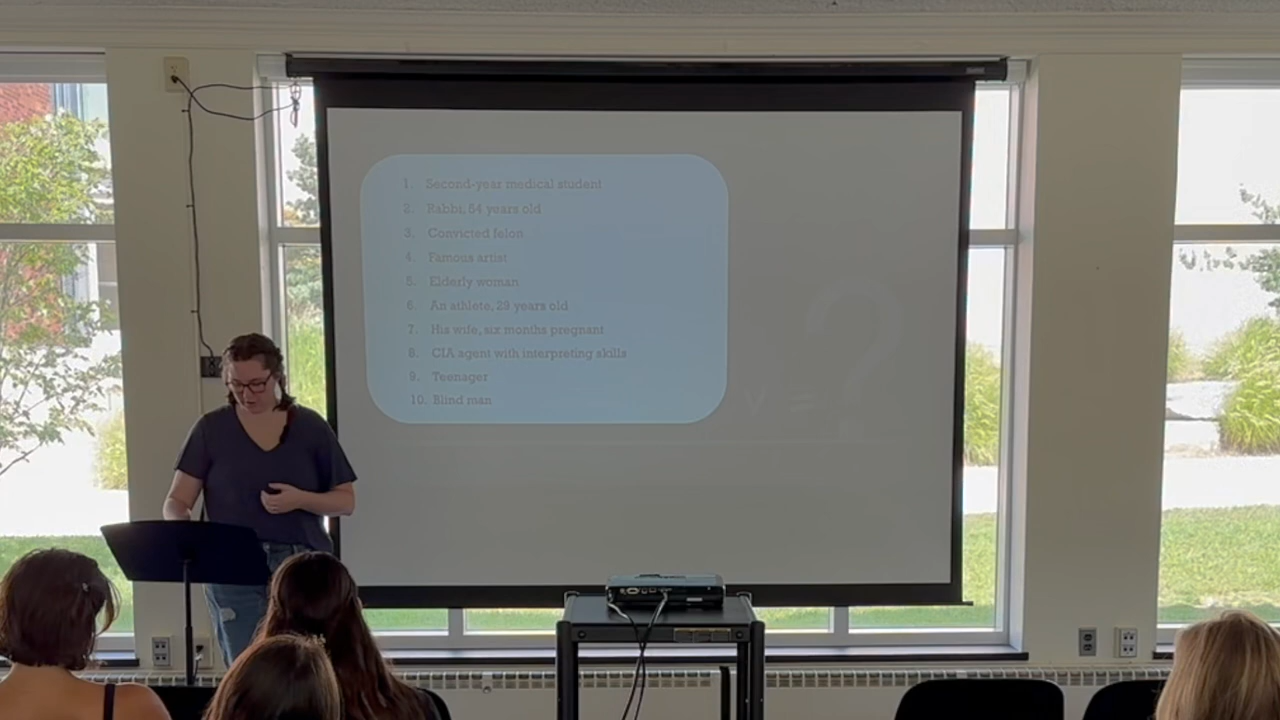 1. Second-year medical student
2. Rabbi, 54 years old
3. Convicted felon
4. Famous artist
5. Elderly woman
6. An athlete, 29 years old
7. His wife, six months pregnant
8. CIA agent with interpreting skills
9. Teenager
10. Blind man
v = ?